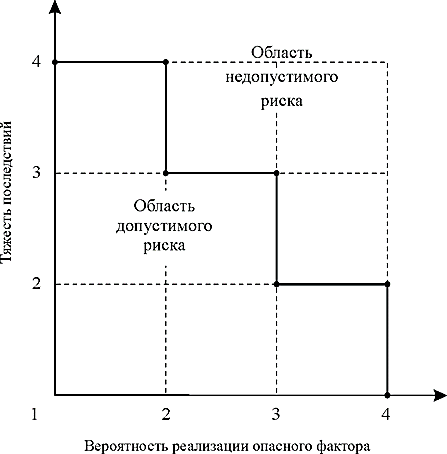 Тяжесть последствий
4
Область
недопустимого
риска
3
Область
допустимого
риска
2
1
2
3
4
Вероятность реализации опасного фактора